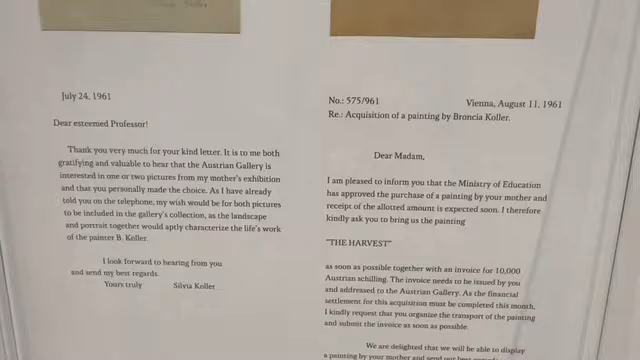 July 24, 1961
Dear esteemed Professor!
Thank you very much for your kind letter. It is to me both
gratifying and valuable to hear that the Austrian Gallery is
interested in one or two pictures from my mother's exhibition
and that you personally made the choice. As I have already
told you on the telephone, my wish would be for both pictures
to be included in the gallery's collection, as the landscape
and portrait together would aptly characterize the life's work
of the painter B. Koller.
I look forward to hearing from you
and send my best regards.
Yours truly Silvia Koller
No.: 575/961 Vienna, August 11, 1961
Re.: Acquisition of a painting by Broncia Koller.
Dear Madam,
I am pleased to inform you that the Ministry of Education
has approved the purchase of a painting by your mother and
receipt of the allotted amount is expected soon. I therefore
kindly ask you to bring us the painting
"THE HARVEST"
as soon as possible together with an invoice for 10,000
Austrian schilling. The invoice needs to be issued by you
and addressed to the Austrian Gallery. As the financial
settlement for this acquisition must be completed this month,
I kindly request that you organize the transport of the painting
and submit the invoice as soon as possible.
We are delighted that we will be able to display
a painting by your mother and send our best